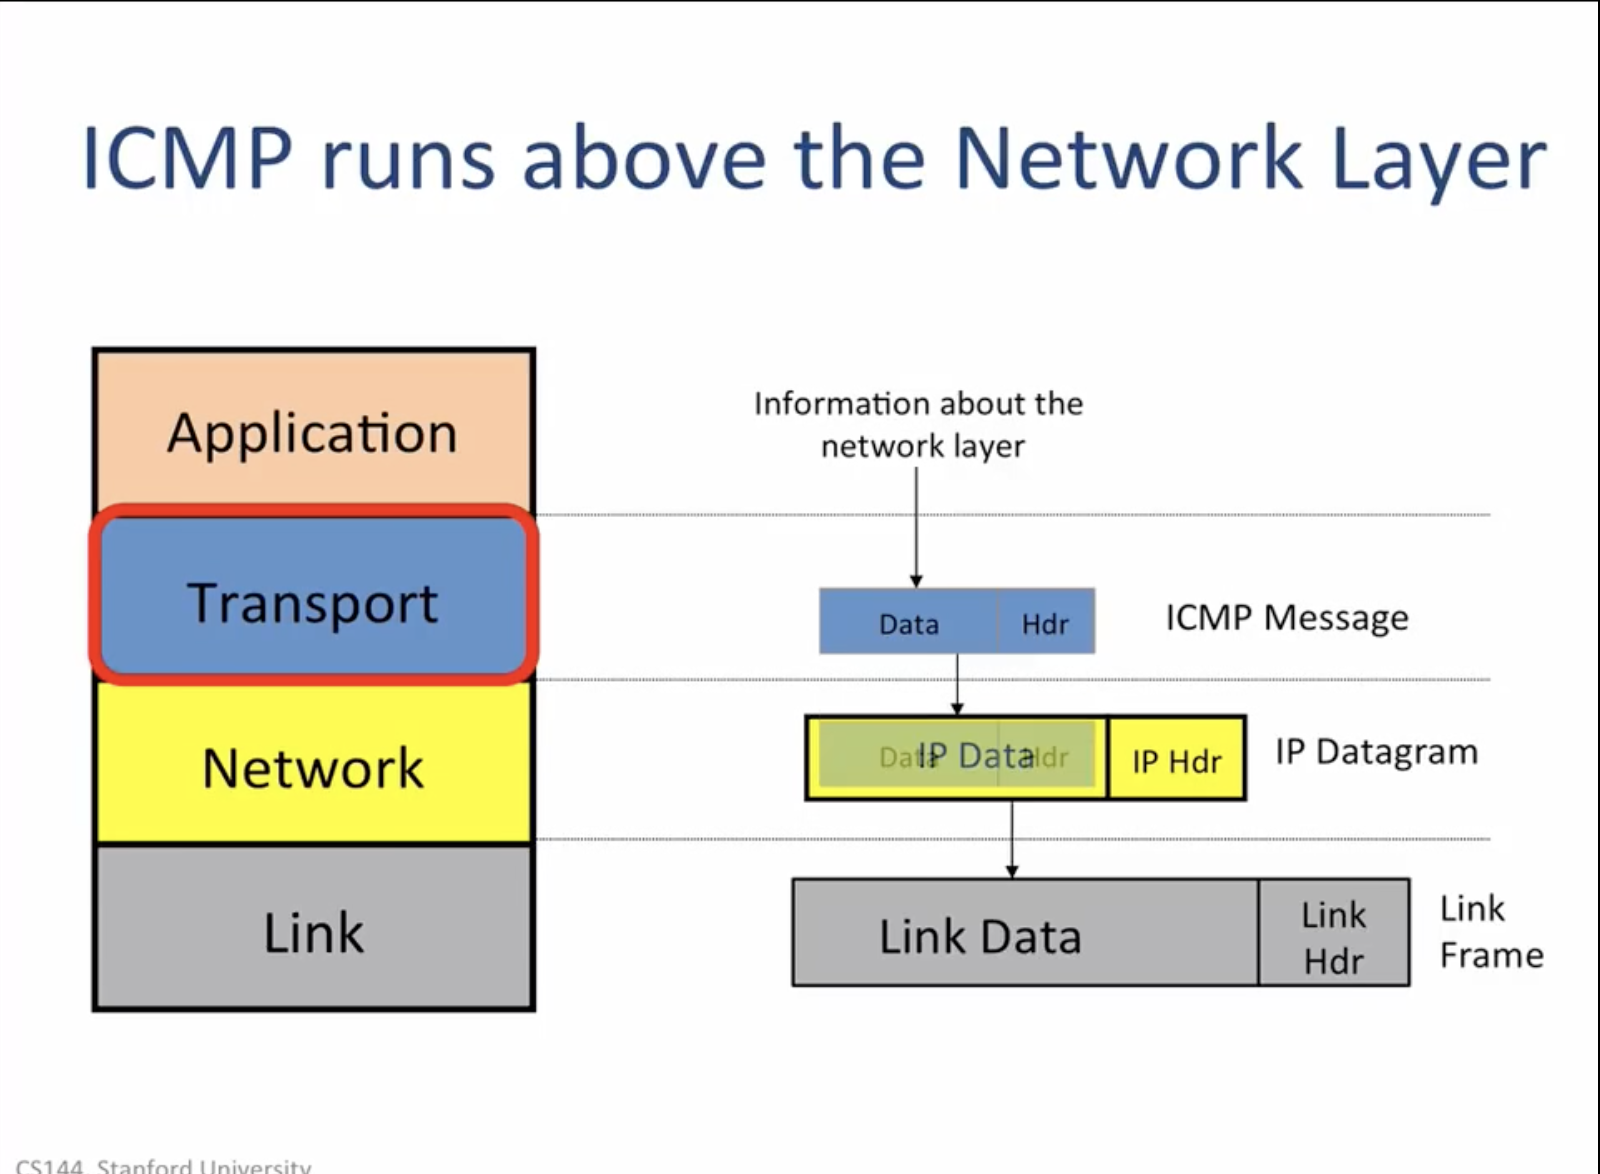 ICMP runs above the Network Layer
Application
Transport
Network
Link
Information about the
network layer
Data Hdr
ICMP Message
Data Hdr
IP Data
IP Hdr
IP Datagram
Link Data
Link
Hdr
Link
Frame
CS144, Stanford University